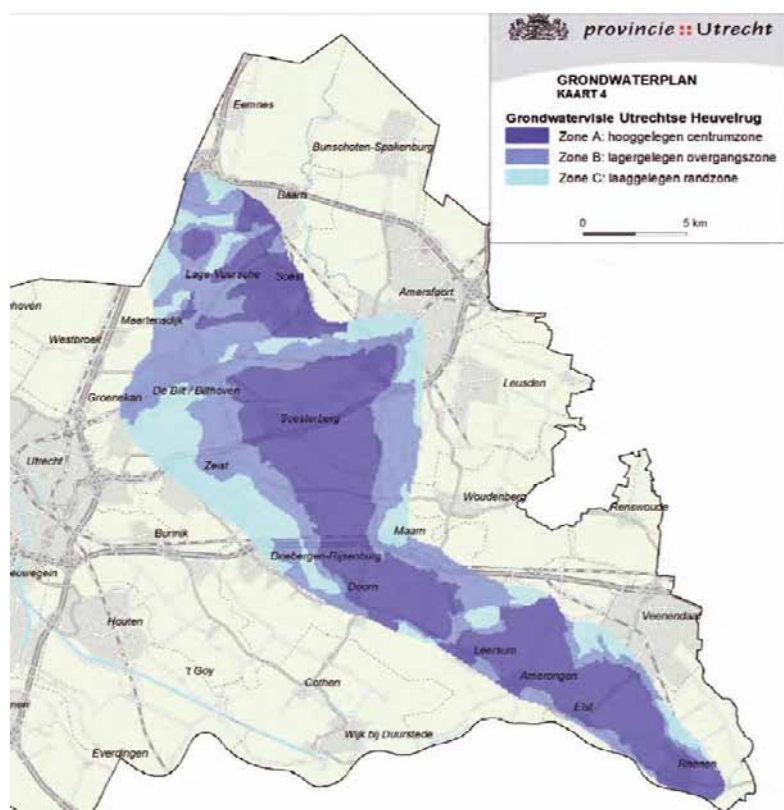 provincie Utrecht
GRONDWATERPLAN
KAART 4
Grondwatervisie Utrechtse Heuvelrug
Zone A: hooggelegen centrumzone
Zone B: lagergelegen overgangszone
Zone C: laaggelegen randzone
0 5 km
Eemnes
Bunschoten-Spakenburg
Baarn
Lage-Vuursche
Soest
Amersfoort
Maartensdijk
Westbroek
Leusden
De Bilt / Bilthoven
Groenekan
Soesterberg
Utrecht
Zeist
Woudenberg
Renswoude
Maarn
Bunnik
Doebergen-Rijsenburg
Doorn
Veenendaal
Houten
Leersum
't Goy
Amerongen
Cothen
Elst
Wijk bij Duurstede
Everdingen
Rhenen